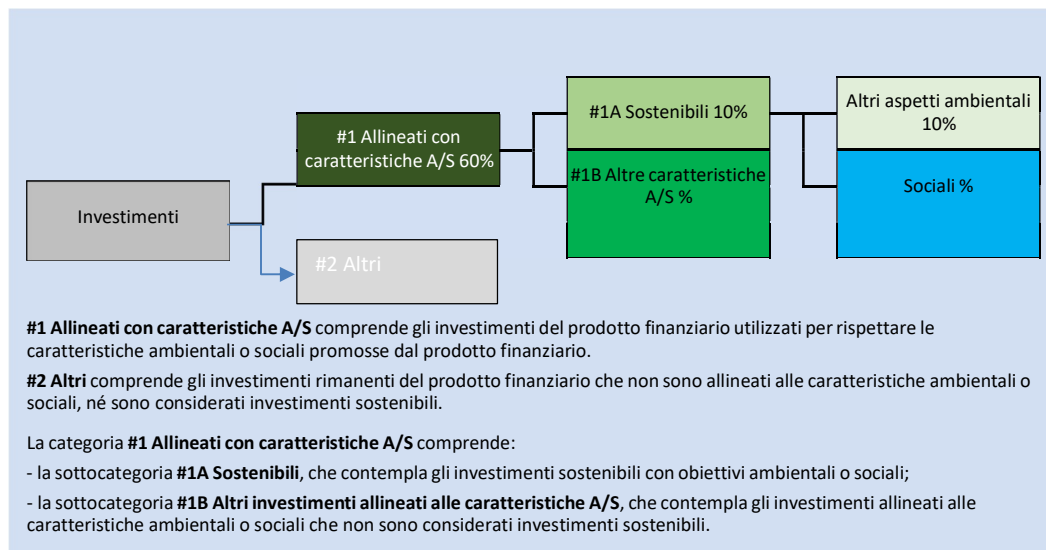 #1 Allineati con
caratteristiche A/S 60%
#1A Sostenibili 10%
Altri aspetti ambientali
10%
#1B Altre caratteristiche
A/S %
Sociali %
Investimenti
#2 Altri
#1 Allineati con caratteristiche A/S comprende gli investimenti del prodotto finanziario utilizzati per rispettare le
caratteristiche ambientali o sociali promosse dal prodotto finanziario.
#2 Altri comprende gli investimenti rimanenti del prodotto finanziario che non sono allineati alle caratteristiche ambientali o
sociali, né sono considerati investimenti sostenibili.
La categoria #1 Allineati con caratteristiche A/S comprende:
- la sottocategoria #1A Sostenibili, che contempla gli investimenti sostenibili con obiettivi ambientali o sociali;
- la sottocategoria #1B Altri investimenti allineati alle caratteristiche A/S, che contempla gli investimenti allineati alle
caratteristiche ambientali o sociali che non sono considerati investimenti sostenibili.